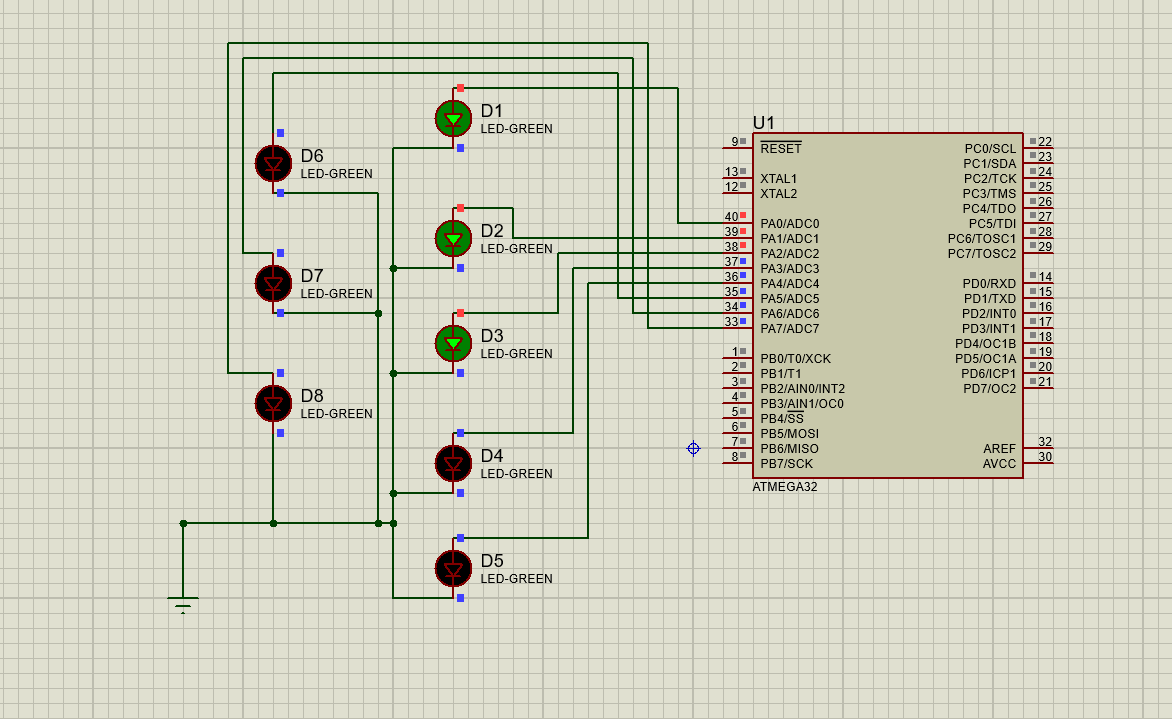 D1
LED-GREEN
D6
LED-GREEN
D2
LED-GREEN
D7
LED-GREEN
D3
LED-GREEN
D8
LED-GREEN
D4
LED-GREEN
D5
LED-GREEN
U1
9 RESET
13 XTAL1
12 XTAL2
40 PA0/ADC0
39 PA1/ADC1
38 PA2/ADC2
37 PA3/ADC3
36 PA4/ADC4
35 PA5/ADC5
34 PA6/ADC6
33 PA7/ADC7
1 PB0/T0/XCK
2 PB1/T1
3 PB2/AIN0/INT2
4 PB3/AIN1/OC0
5 PB4/SS
6 PB5/MOSI
7 PB6/MISO
8 PB7/SCK
PC0/SCL 22
PC1/SDA 23
PC2/TCK 24
PC3/TMS 25
PC4/TDO 26
PC5/TDI 27
PC6/TOSC1 28
PC7/TOSC2 29
PD0/RXD 14
PD1/TXD 15
PD2/INT0 16
PD3/INT1 17
PD4/OC1B 18
PD5/OC1A 19
PD6/ICP1 20
PD7/OC2 21
AREF 32
AVCC 30
ATMEGA32